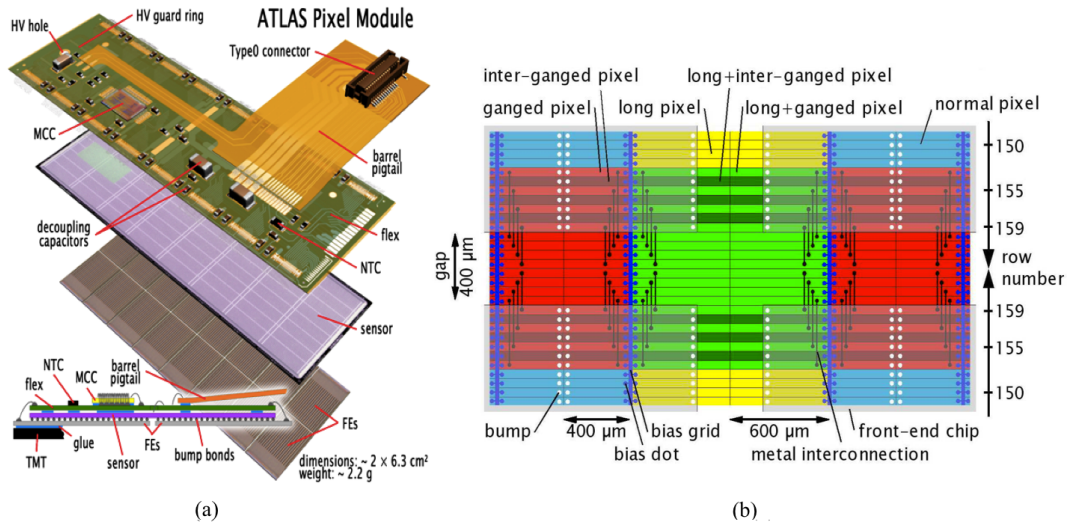 ATLAS Pixel Module
HV hole
HV guard ring
Type0 connector
MCC
barrel
pigtail
decoupling
capacitors
flex
NTC
sensor
NTC
flex
MCC
barrel
pigtail
FEs
glue
FEs
TMT
sensor
bump bonds
dimensions: ~ 2 × 6.3 cm²
weight: ~ 2.2 g
(a)
inter-ganged pixel
long+inter-ganged pixel
ganged pixel
long pixel
long+ganged pixel
normal pixel
150
155
159
gap
400 µm
row
number
159
155
150
bump
400 µm
bias grid
600 µm
front-end chip
bias dot
metal interconnection
(b)